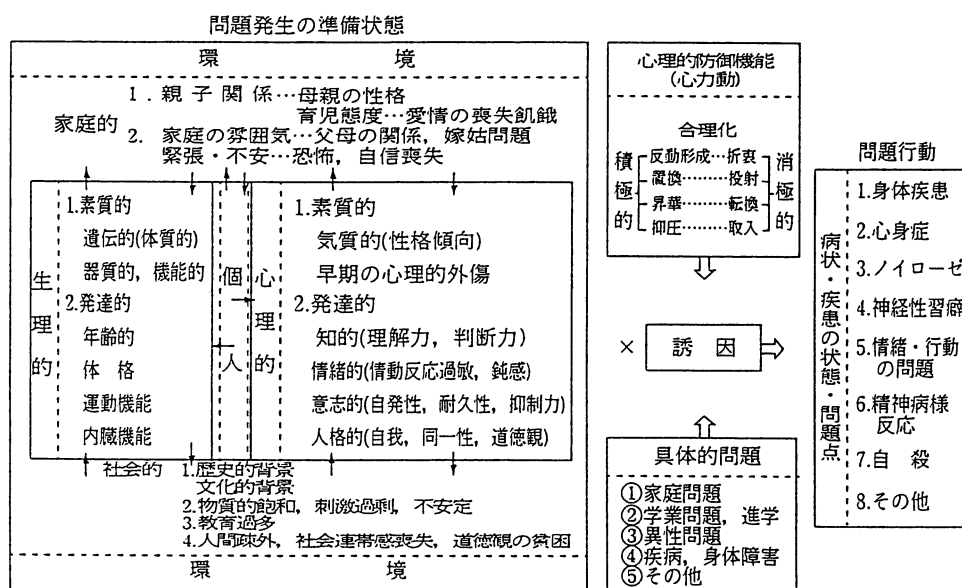 問題発生の準備状態
環 境
家庭的
1.親子関係…母親の性格
育児態度…愛情の喪失飢餓
2.家庭の雰囲気…父母の関係,嫁姑問題
緊張・不安…恐怖,自信喪失
生理的
1.素質的
遺伝的(体質的)
器質的,機能的
2.発達的
年齢的
体 格
運動機能
内臓機能
個人
心理的
1.素質的
気質的(性格傾向)
早期の心理的外傷
2.発達的
知的(理解力,判断力)
情緒的(情動反応過敏,鈍感)
意志的(自発性,耐久性,抑制力)
人格的(自我,同一性,道徳観)
社会的
1.歴史的背景
文化的背景
2.物質的飽和,刺激過剰,不安定
3.教育過多
4.人間疎外,社会連帯感喪失,道徳観の貧困
環 境
心理的防御機能
(心力動)
合理化
積極的
反動形成…折衷
置換………投射
昇華………転換
抑圧………取入
消極的
× 誘因
具体的問題
①家庭問題
②学業問題,進学
③異性問題
④疾病,身体障害
⑤その他
問題行動
病状・疾患の状態・問題点
1.身体疾患
2.心身症
3.ノイローゼ
4.神経性習癖
5.情緒・行動
の問題
6.精神病様
反応
7.自 殺
8.その他